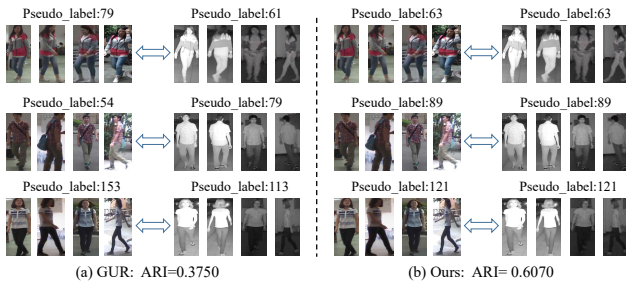 Pseudo_label:79 Pseudo_label:61 Pseudo_label:63 Pseudo_label:63
Pseudo_label:54 Pseudo_label:79 Pseudo_label:89 Pseudo_label:89
Pseudo_label:153 Pseudo_label:113 Pseudo_label:121 Pseudo_label:121
(a) GUR: ARI=0.3750 (b) Ours: ARI= 0.6070